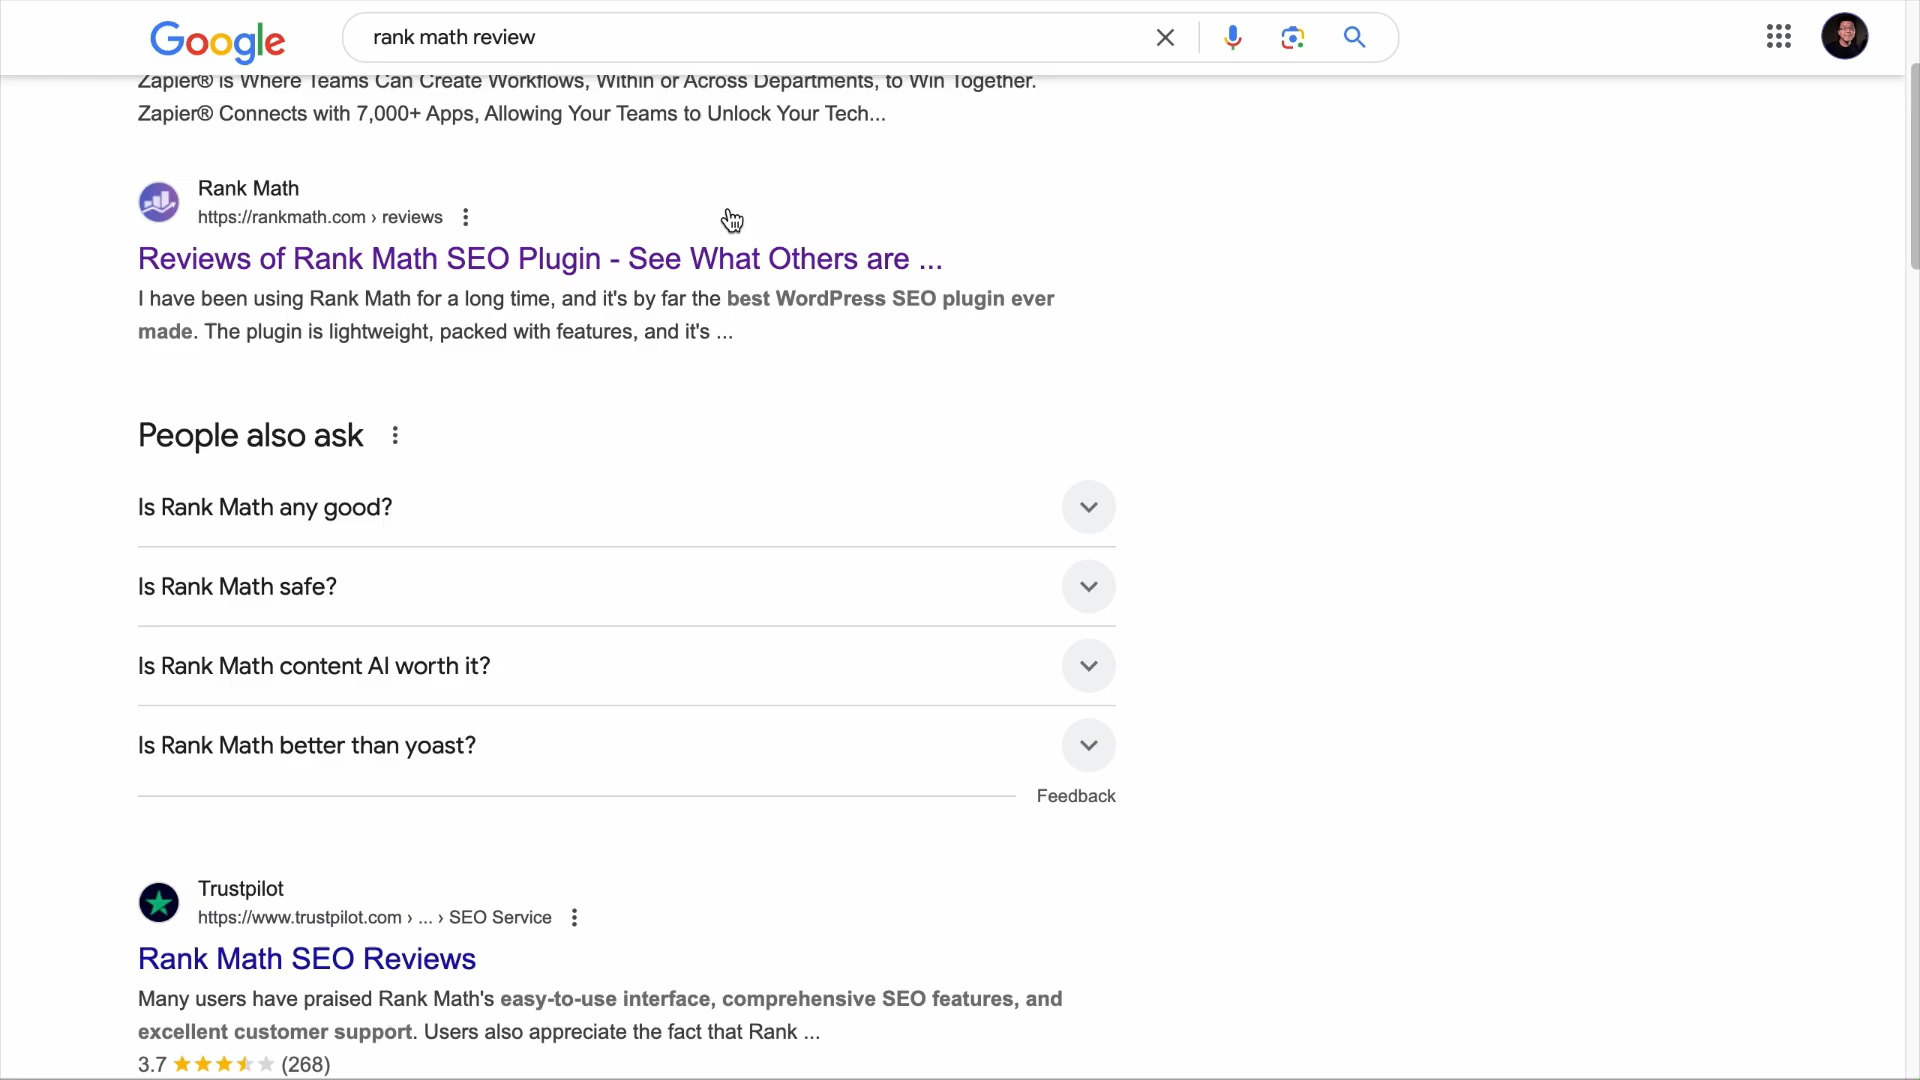 Google
rank math review
Zapier® is Where Teams Can Create Workflows, Within or Across Departments, to Win Together.
Zapier® Connects with 7,000+ Apps, Allowing Your Teams to Unlock Your Tech...
Rank Math
https://rankmath.com › reviews
Reviews of Rank Math SEO Plugin - See What Others are ...
I have been using Rank Math for a long time, and it's by far the best WordPress SEO plugin ever
made. The plugin is lightweight, packed with features, and it's ...
People also ask
Is Rank Math any good?
Is Rank Math safe?
Is Rank Math content AI worth it?
Is Rank Math better than yoast?
Feedback
Trustpilot
https://www.trustpilot.com › ... › SEO Service
Rank Math SEO Reviews
Many users have praised Rank Math's easy-to-use interface, comprehensive SEO features, and
excellent customer support. Users also appreciate the fact that Rank ...
3.7 (268)